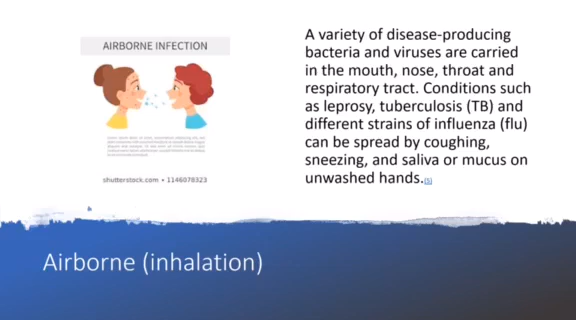 AIRBORNE INFECTION
shutterstock.com • 1146078323
A variety of disease-producing
bacteria and viruses are carried
in the mouth, nose, throat and
respiratory tract. Conditions such
as leprosy, tuberculosis (TB) and
different strains of influenza (flu)
can be spread by coughing,
sneezing, and saliva or mucus on
unwashed hands.[5]
Airborne (inhalation)